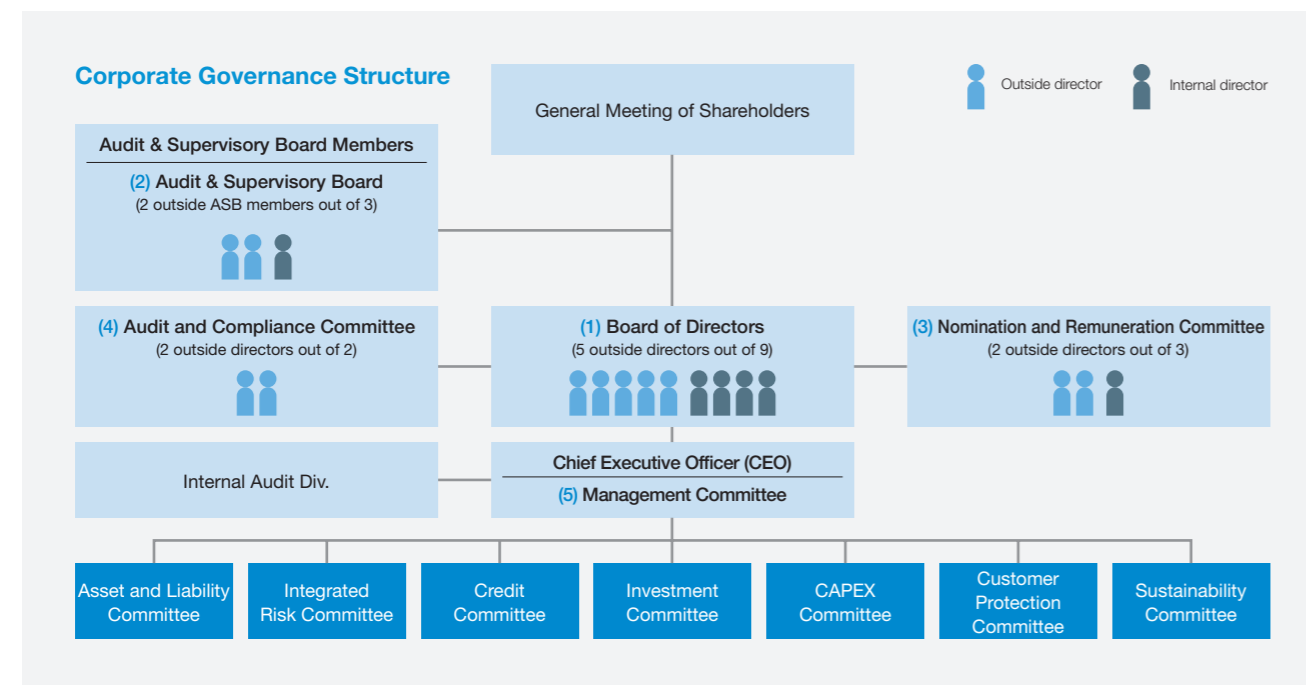 Corporate Governance Structure
General Meeting of Shareholders
Outside director
Internal director
Audit & Supervisory Board Members
(2) Audit & Supervisory Board
(2 outside ASB members out of 3)
(4) Audit and Compliance Committee
(2 outside directors out of 2)
(1) Board of Directors
(5 outside directors out of 9)
(3) Nomination and Remuneration Committee
(2 outside directors out of 3)
Internal Audit Div.
Chief Executive Officer (CEO)
(5) Management Committee
Asset and Liability
Committee
Integrated
Risk Committee
Credit
Committee
Investment
Committee
CAPEX
Committee
Customer
Protection
Committee
Sustainability
Committee